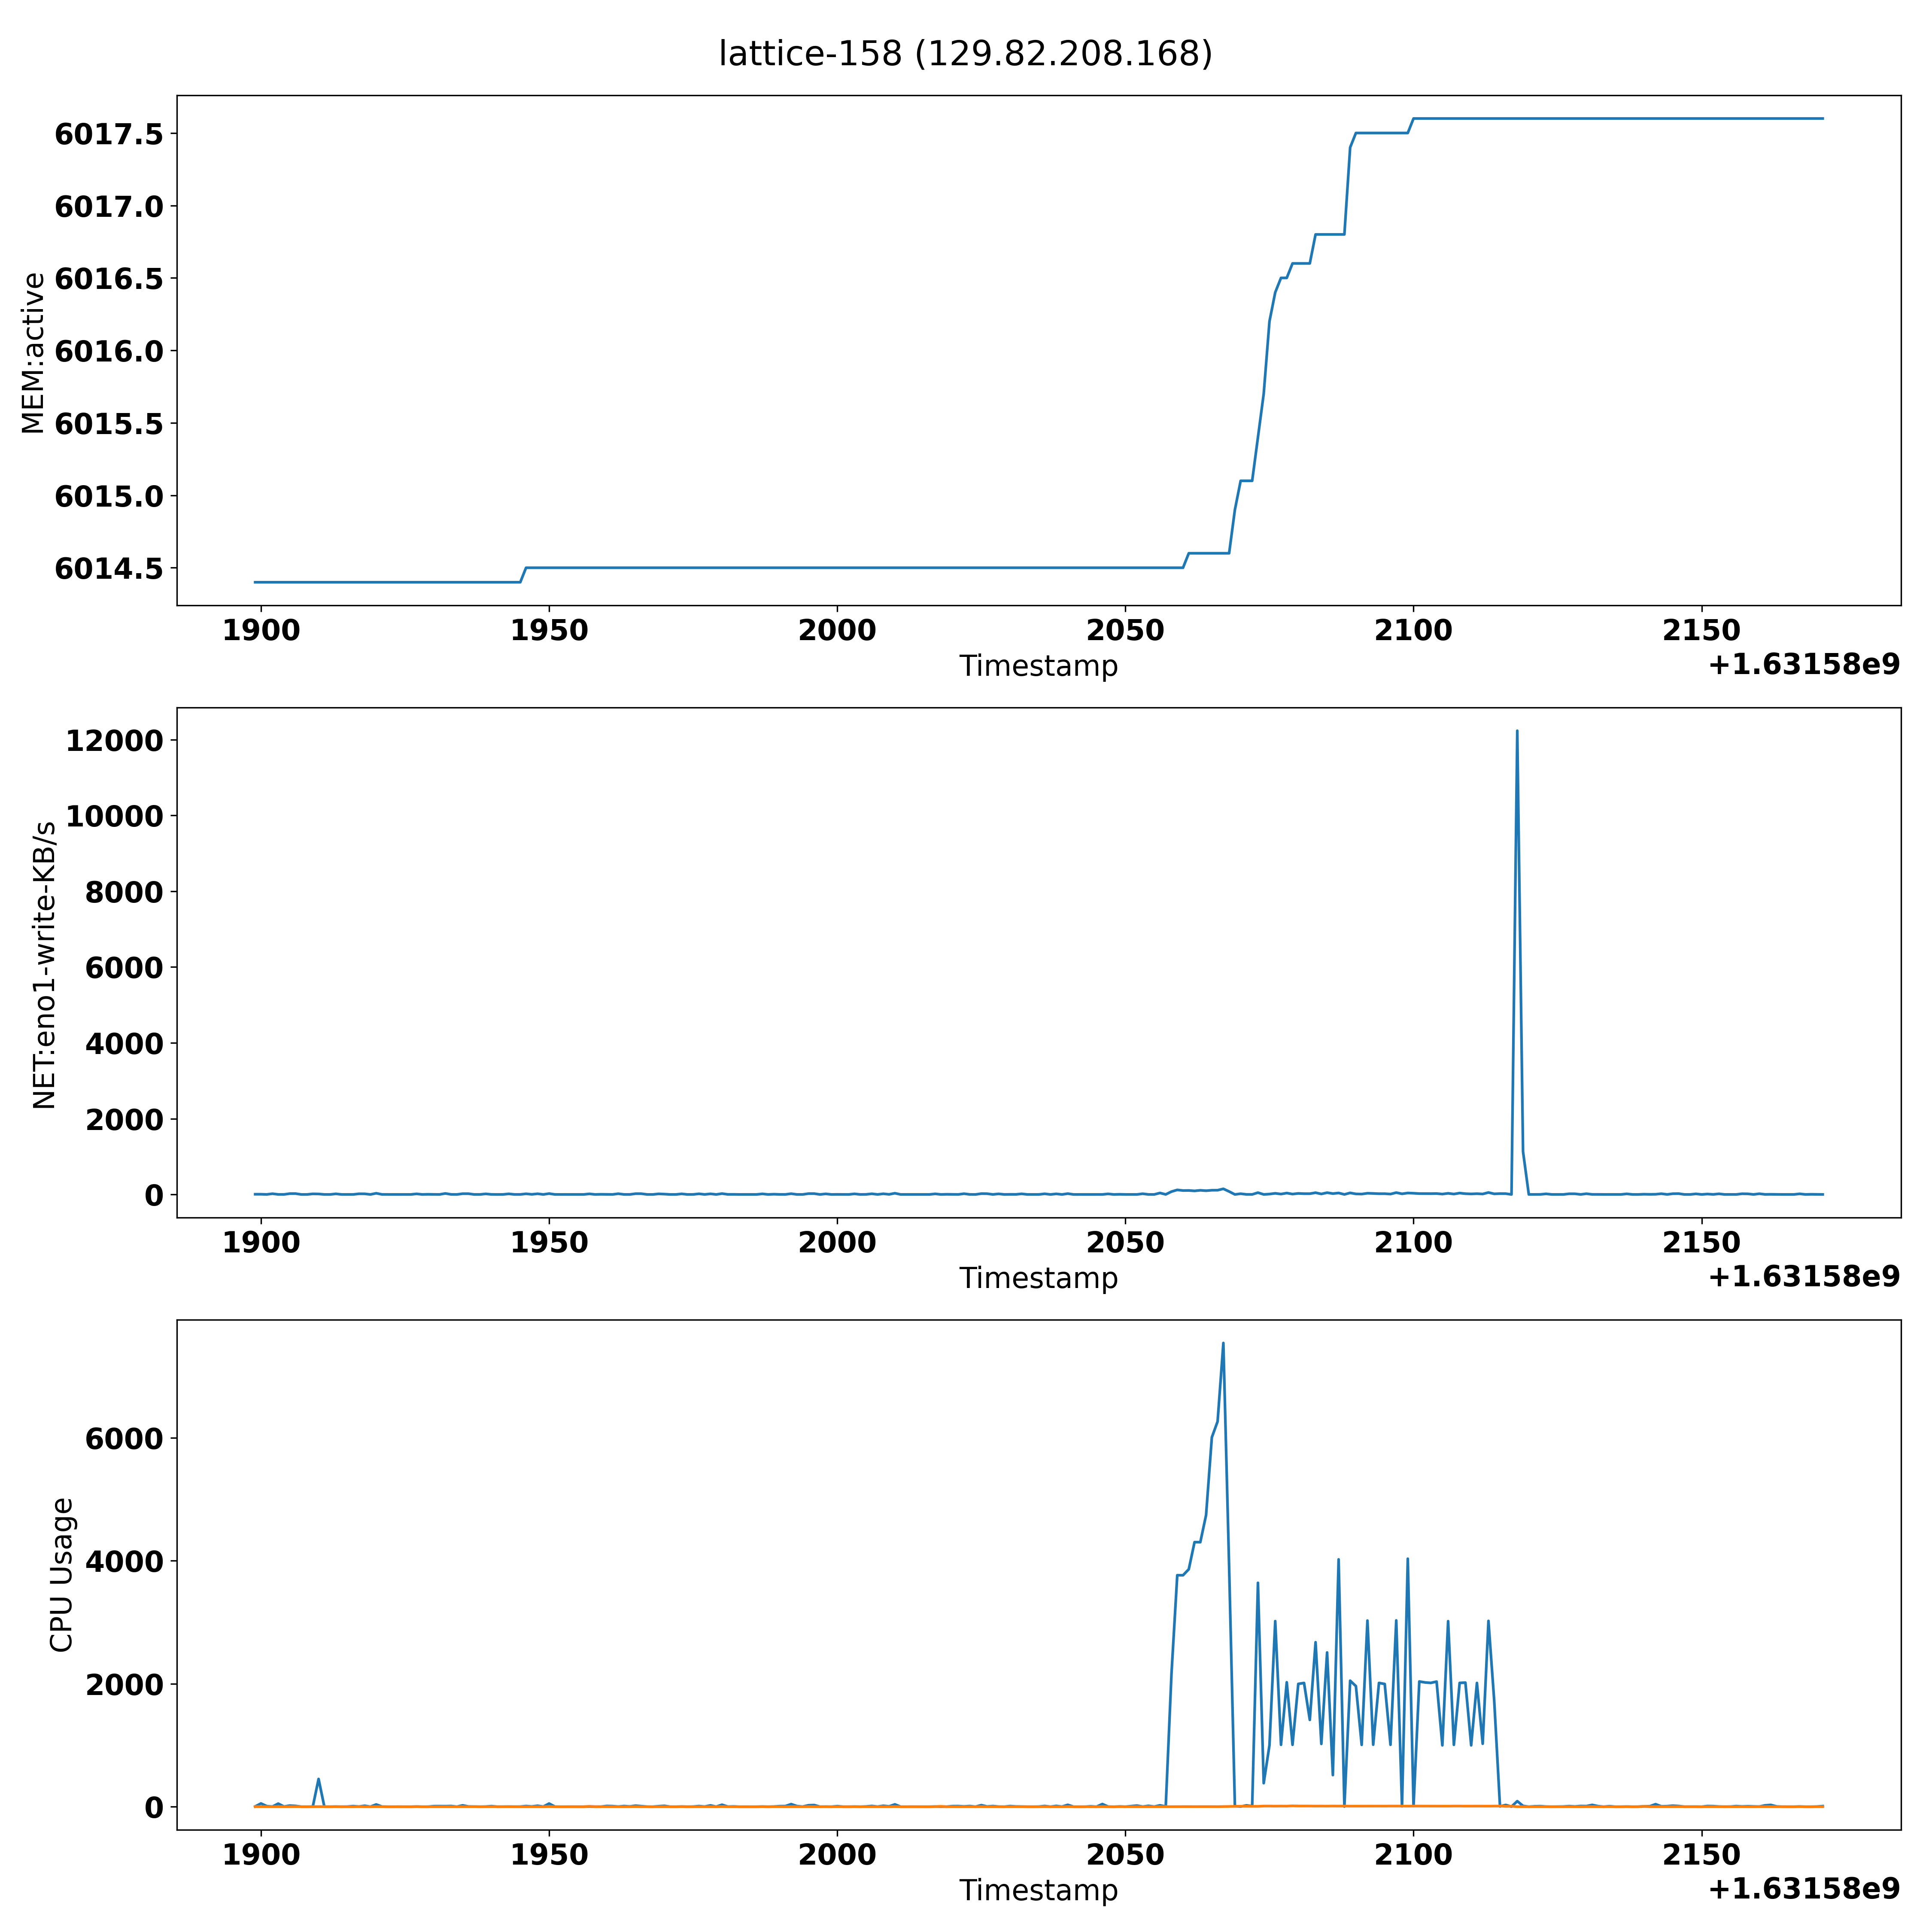 lattice-158 (129.82.208.168)
MEM:active
6017.5
6017.0
6016.5
6016.0
6015.5
6015.0
6014.5
1900 1950 2000 2050 2100 2150
Timestamp
+1.63158e9
NET:eno1-write-KB/s
12000
10000
8000
6000
4000
2000
0
1900 1950 2000 2050 2100 2150
Timestamp
+1.63158e9
CPU Usage
6000
4000
2000
0
1900 1950 2000 2050 2100 2150
Timestamp
+1.63158e9